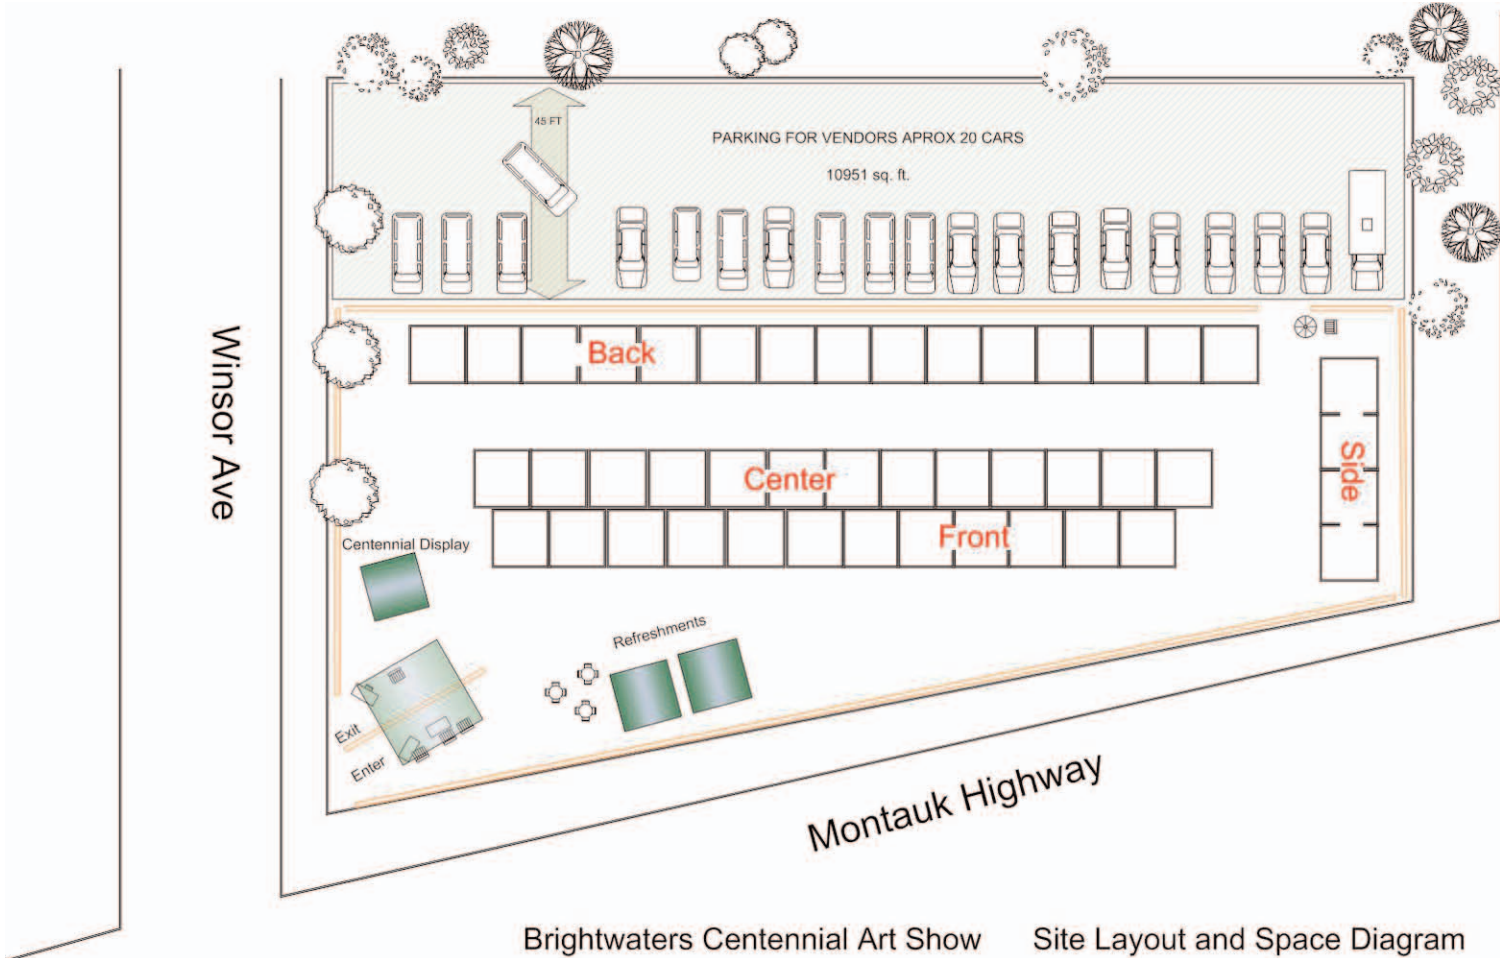 45 FT
PARKING FOR VENDORS APROX 20 CARS
10951 sq. ft.
Winsor Ave
Back
Center
Side
Front
Centennial Display
Refreshments
Exit
Enter
Montauk Highway
Brightwaters Centennial Art Show Site Layout and Space Diagram